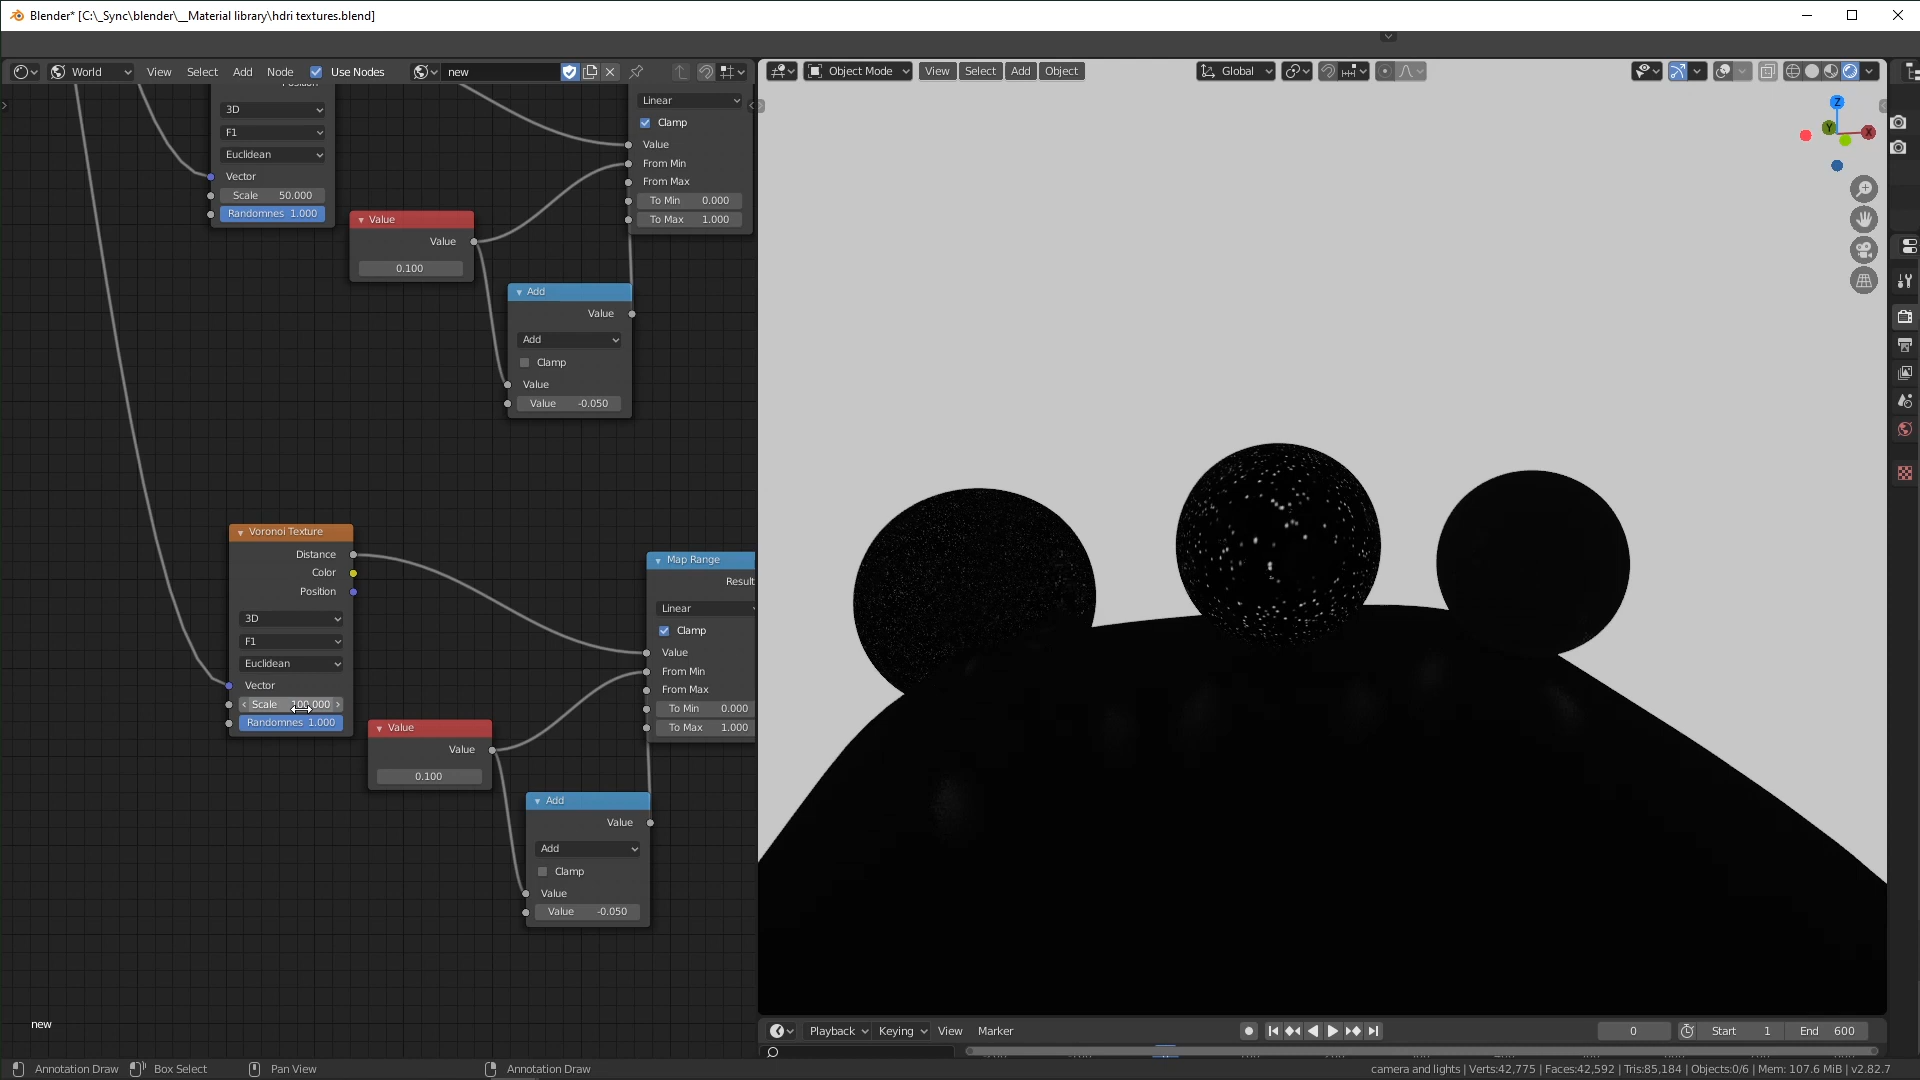 Blender* [C:\_Sync\blender\__Material library\hdri textures.blend]
World View Select Add Node Use Nodes new
Object Mode View Select Add Object Global
3D
F1
Euclidean
Vector
Scale 50.000
Randomnes 1.000
Linear
Clamp
Value
From Min
From Max
To Min 0.000
To Max 1.000
Value
Value
0.100
Add
Value
Add
Clamp
Value
Value -0.050
Z
Y
X
Voronoi Texture
Distance
Color
Position
3D
F1
Euclidean
Vector
Scale 100.000
Randomnes 1.000
Map Range
Result
Linear
Clamp
Value
From Min
From Max
To Min 0.000
To Max 1.000
Value
Value
0.100
Add
Value
Add
Clamp
Value
Value -0.050
new
Playback Keying View Marker 0 Start 1 End 600
Annotation Draw Box Select Pan View Annotation Draw
camera and lights | Verts:42,775 | Faces:42,592 | Tris:85,184 | Objects:0/6 | Mem: 107.6 MiB | v2.82.7